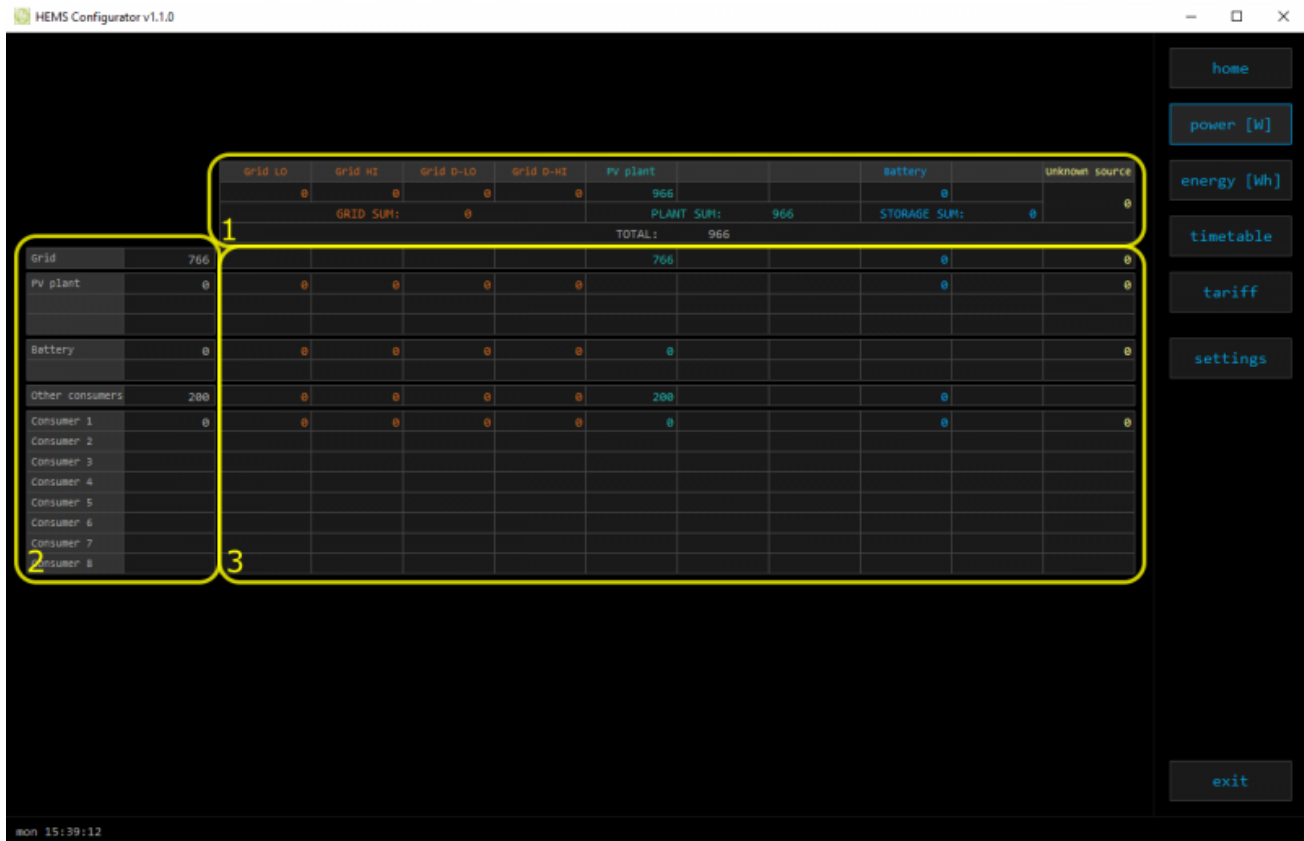 HEMS Configurator v1.1.0
home
power [W]
energy [Wh]
timetable
tariff
settings
exit
Grid LO Grid HI Grid D-LO Grid D-HI PV plant Battery Unknown source
0 0 0 0 966 0 0
GRID SUM: 0 PLANT SUM: 966 STORAGE SUM: 0
1 TOTAL: 966
Grid 766 766 0 0
PV plant 0 0 0 0 0 0 0
Battery 0 0 0 0 0 0 0
Other consumers 200 0 0 0 0 200 0
Consumer 1 0 0 0 0 0 0 0 0
Consumer 2
Consumer 3
Consumer 4
Consumer 5
Consumer 6
Consumer 7
Consumer 8
2 3
mon 15:39:12